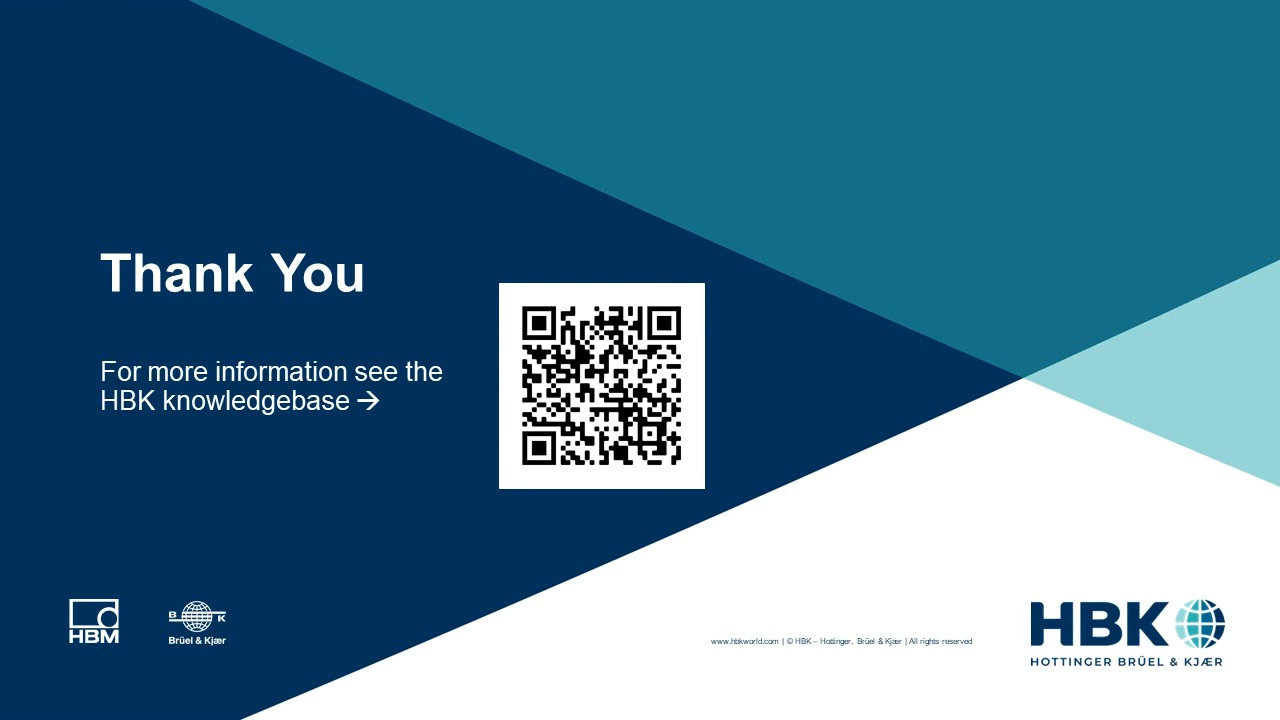 Thank You
For more information see the
HBK knowledgebase →
HBM
B K
Brüel & Kjær
www.hbkworld.com | © HBK – Hottinger, Brüel & Kjær | All rights reserved
HBK
HOTTINGER BRÜEL & KJÆR